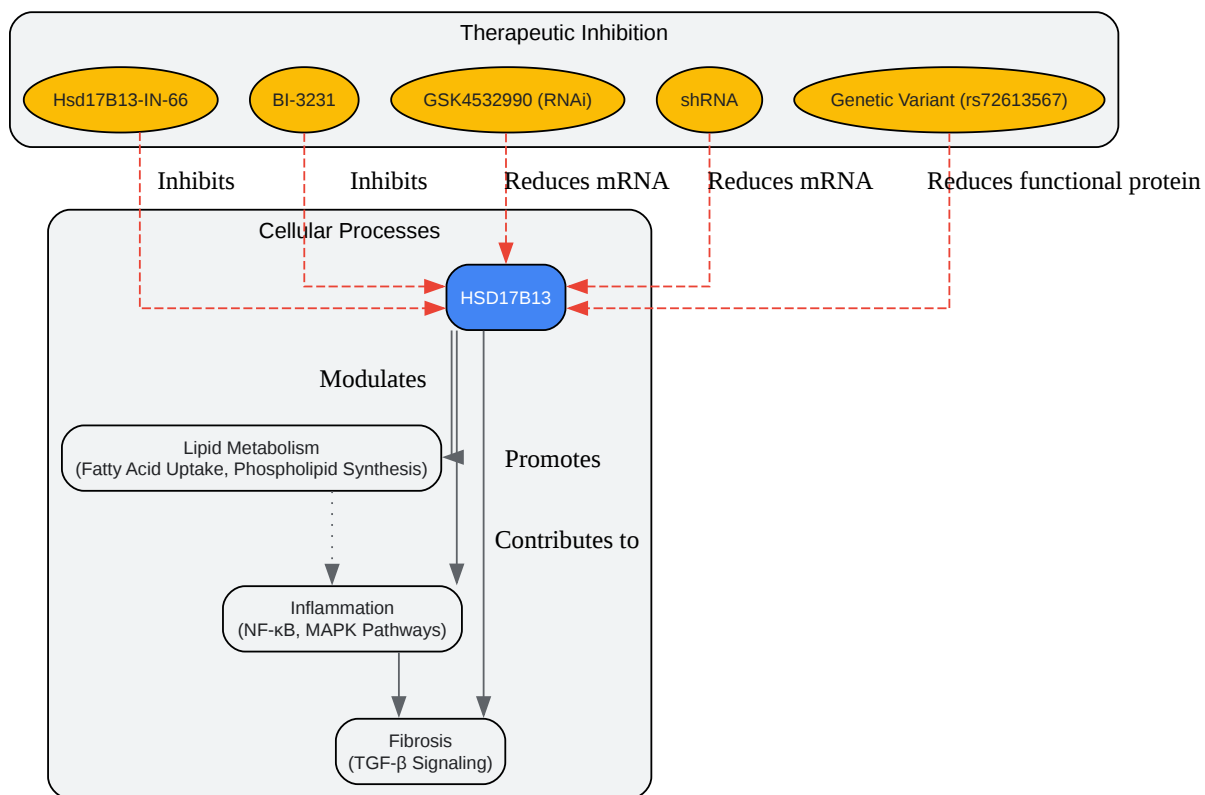 Therapeutic Inhibition
Hsd17B13-IN-66
BI-3231
GSK4532990 (RNAi)
shRNA
Genetic Variant (rs72613567)
Inhibits
Inhibits
Reduces mRNA
Reduces mRNA
Reduces functional protein
Cellular Processes
HSD17B13
Modulates
Lipid Metabolism
(Fatty Acid Uptake, Phospholipid Synthesis)
Promotes
Contributes to
Inflammation
(NF-κB, MAPK Pathways)
Fibrosis
(TGF-β Signaling)